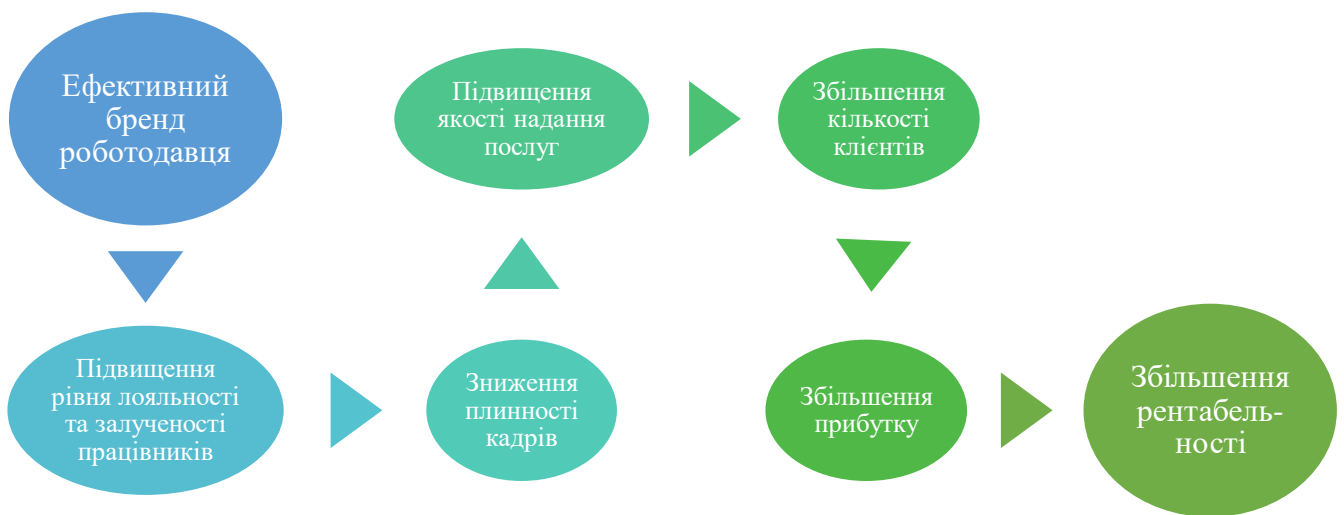 Ефективний
бренд
роботодавця
Підвищення
рівня лояльності
та залученості
працівників
Зниження
плинності
кадрів
Підвищення
якості надання
послуг
Збільшення
кількості
клієнтів
Збільшення
прибутку
Збільшення
рентабель-
ності